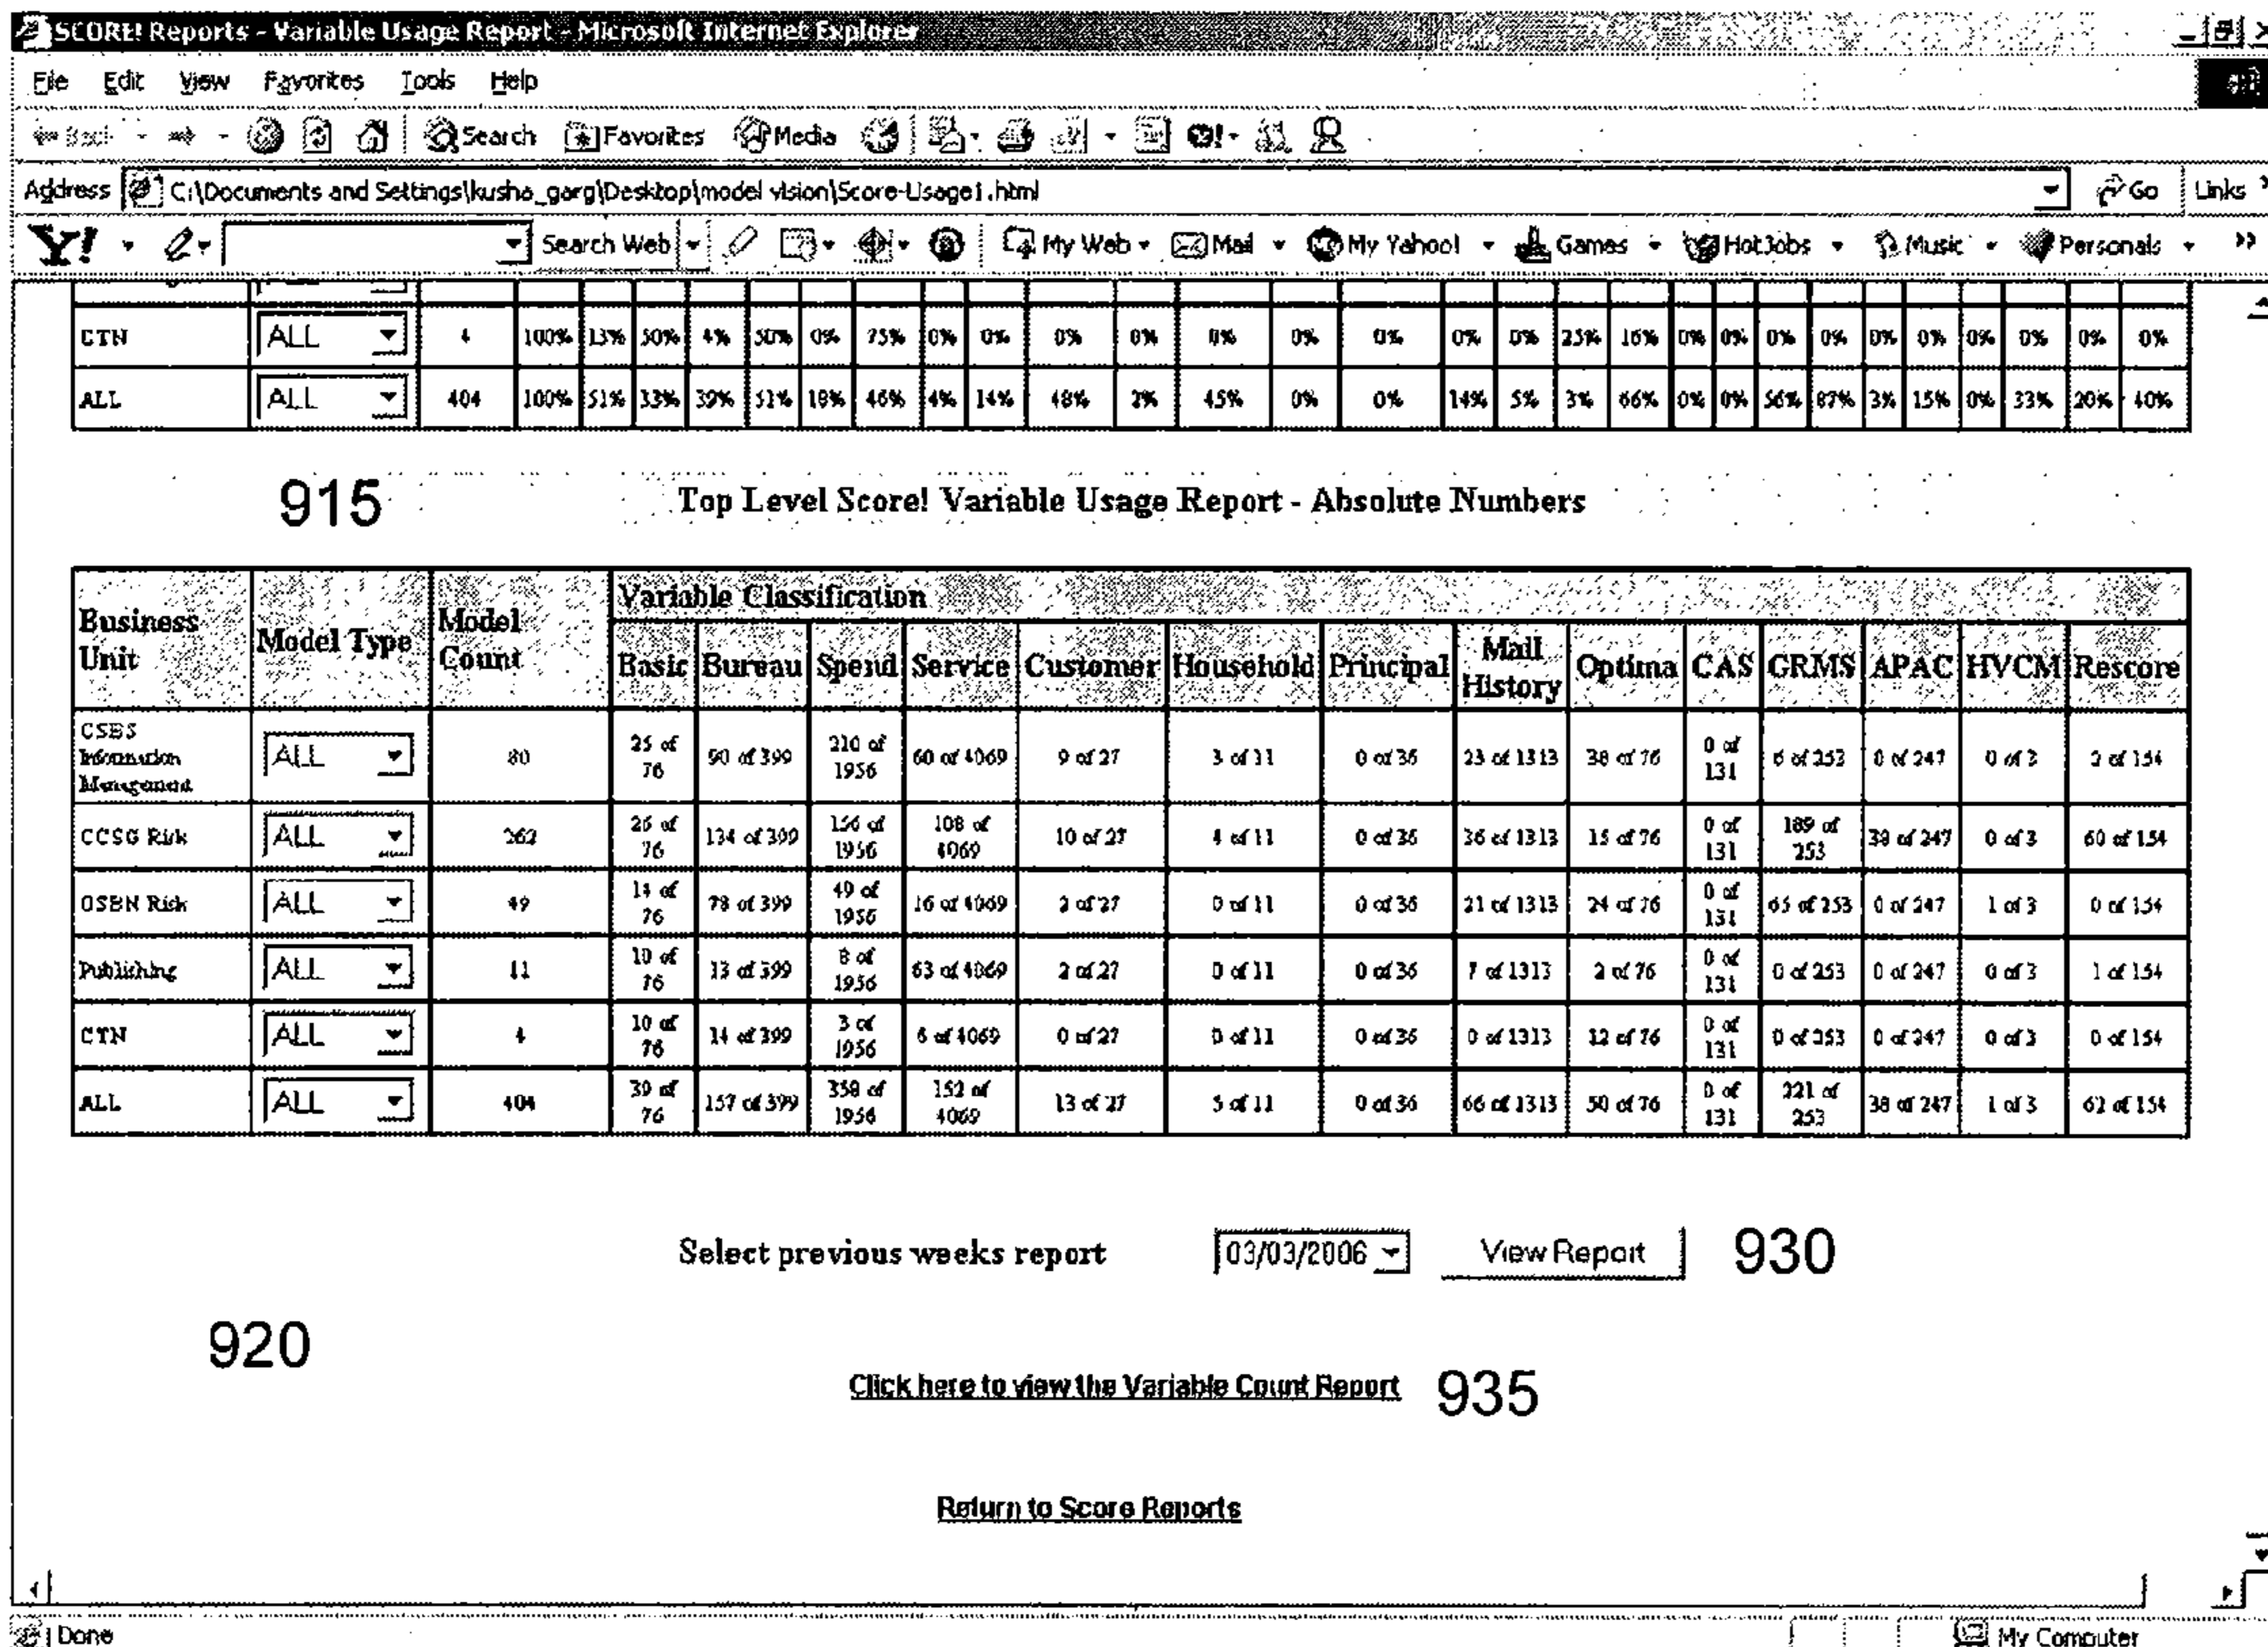 SCORE! Reports - Variable Usage Report - Microsoft Internet Explorer
File Edit View Favorites Tools Help
Back Search Favorites Media
Address C:\Documents and Settings\kusha_garg\Desktop\model vision\Score-Usage1.html Go Links
Y! Search Web My Web Mail My Yahoo! Games HotJobs Music Personals
CTN ALL 4 100% 13% 50% 4% 50% 0% 75% 0% 0% 0% 0% 0% 0% 0% 0% 0% 25% 16% 0% 0% 0% 0% 0% 0% 0% 0% 0% 0%
ALL ALL 404 100% 51% 33% 39% 51% 18% 46% 4% 14% 48% 2% 45% 0% 0% 14% 5% 3% 66% 0% 0% 56% 87% 3% 15% 0% 33% 20% 40%
915 Top Level Score! Variable Usage Report - Absolute Numbers
Business Unit Model Type Model Count Variable Classification
Basic Bureau Spend Service Customer Household Principal Mail History Optima CAS GRMS APAC HVCM Rescore
CSBS Information Management ALL 80 25 of 76 90 of 399 210 of 1956 60 of 4069 9 of 27 3 of 11 0 of 36 23 of 1313 38 of 76 0 of 131 6 of 253 0 of 247 0 of 3 2 of 154
CCSG Risk ALL 262 26 of 76 134 of 399 156 of 1956 108 of 4069 10 of 27 4 of 11 0 of 36 36 of 1313 15 of 76 0 of 131 189 of 253 38 of 247 0 of 3 60 of 154
OSBN Risk ALL 49 14 of 76 78 of 399 49 of 1956 16 of 4069 2 of 27 0 of 11 0 of 36 21 of 1313 24 of 76 0 of 131 65 of 253 0 of 247 1 of 3 0 of 154
Publishing ALL 11 10 of 76 13 of 399 8 of 1956 63 of 4069 2 of 27 0 of 11 0 of 36 7 of 1313 2 of 76 0 of 131 0 of 253 0 of 247 0 of 3 1 of 154
CTN ALL 4 10 of 76 14 of 399 3 of 1956 6 of 4069 0 of 27 0 of 11 0 of 36 0 of 1313 12 of 76 0 of 131 0 of 253 0 of 247 0 of 3 0 of 154
ALL ALL 404 39 of 76 157 of 399 358 of 1956 152 of 4069 13 of 27 5 of 11 0 of 36 66 of 1313 50 of 76 0 of 131 221 of 253 38 of 247 1 of 3 62 of 154
Select previous weeks report 03/03/2006 View Report 930
920
Click here to view the Variable Count Report 935
Return to Score Reports
Done My Computer